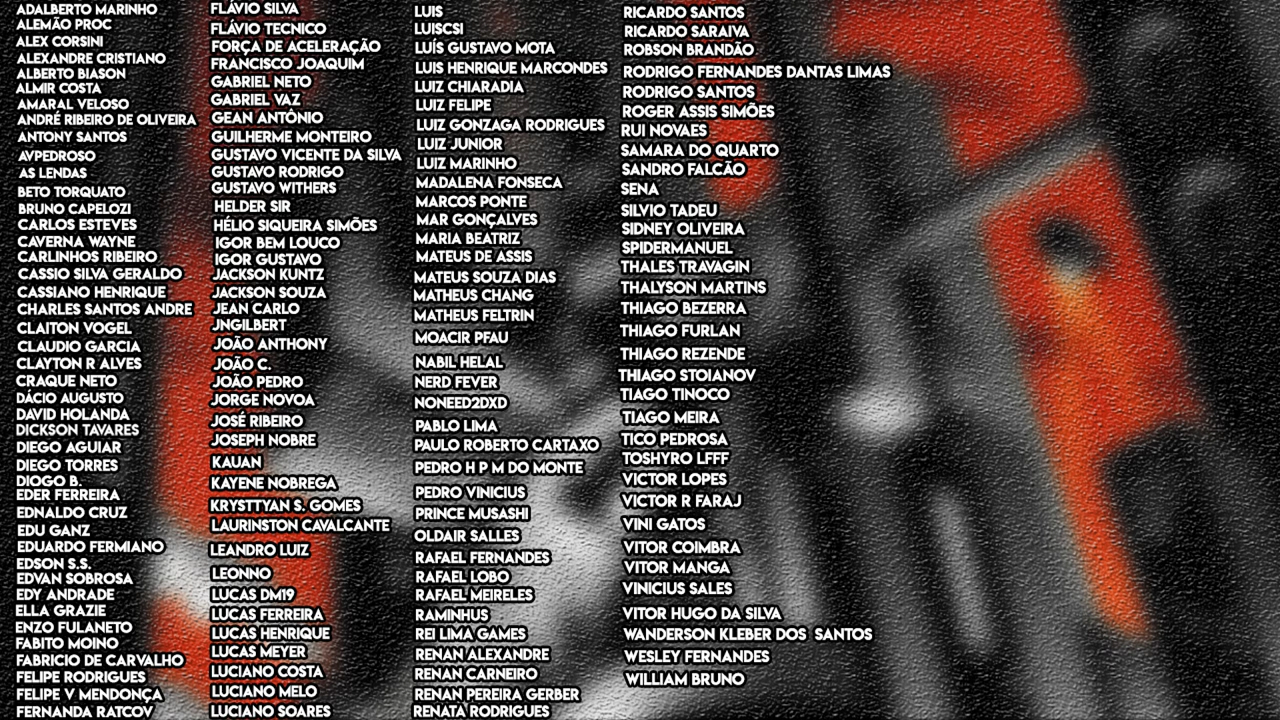 ADALBERTO MARINHO
ALEMÃO PROC
ALEX CORSINI
ALEXANDRE CRISTIANO
ALBERTO BIASON
ALMIR COSTA
AMARAL VELOSO
ANDRÉ RIBEIRO DE OLIVEIRA
ANTONY SANTOS
AVPEDROSO
AS LENDAS
BETO TORQUATO
BRUNO CAPELOZI
CARLOS ESTEVES
CAVERNA WAYNE
CARLINHOS RIBEIRO
CASSIO SILVA GERALDO
CASSIANO HENRIQUE
CHARLES SANTOS ANDRE
CLAITON VOGEL
CLAUDIO GARCIA
CLAYTON R ALVES
CRAQUE NETO
DÁCIO AUGUSTO
DAVID HOLANDA
DICKSON TAVARES
DIEGO AGUIAR
DIEGO TORRES
DIOGO B.
EDER FERREIRA
EDNALDO CRUZ
EDU GANZ
EDUARDO FERMIANO
EDSON S.S.
EDVAN SOBROSA
EDY ANDRADE
ELLA GRAZIE
ENZO FULANETO
FABITO MOINO
FABRICIO DE CARVALHO
FELIPE RODRIGUES
FELIPE V MENDONÇA
FERNANDA RATCOV
FLÁVIO SILVA
FLÁVIO TECNICO
FORÇA DE ACELERAÇÃO
FRANCISCO JOAQUIM
GABRIEL NETO
GABRIEL VAZ
GEAN ANTÔNIO
GUILHERME MONTEIRO
GUSTAVO VICENTE DA SILVA
GUSTAVO RODRIGO
GUSTAVO WITHERS
HELDER SIR
HÉLIO SIQUEIRA SIMÕES
IGOR BEM LOUCO
IGOR GUSTAVO
JACKSON KUNTZ
JACKSON SOUZA
JEAN CARLO
JNGILBERT
JOÃO ANTHONY
JOÃO C.
JOÃO PEDRO
JORGE NOVOA
JOSÉ RIBEIRO
JOSEPH NOBRE
KAUAN
KAYENE NOBREGA
KRYSTTYAN S. GOMES
LAURINSTON CAVALCANTE
LEANDRO LUIZ
LEONNO
LUCAS DM19
LUCAS FERREIRA
LUCAS HENRIQUE
LUCAS MEYER
LUCIANO COSTA
LUCIANO MELO
LUCIANO SOARES
LUIS
LUISCSI
LUÍS GUSTAVO MOTA
LUIS HENRIQUE MARCONDES
LUIZ CHIARADIA
LUIZ FELIPE
LUIZ GONZAGA RODRIGUES
LUIZ JUNIOR
LUIZ MARINHO
MADALENA FONSECA
MARCOS PONTE
MAR GONÇALVES
MARIA BEATRIZ
MATEUS DE ASSIS
MATEUS SOUZA DIAS
MATHEUS CHANG
MATHEUS FELTRIN
MOACIR PFAU
NABIL HELAL
NERD FEVER
NONEED2DXD
PABLO LIMA
PAULO ROBERTO CARTAXO
PEDRO H P M DO MONTE
PEDRO VINICIUS
PRINCE MUSASHI
OLDAIR SALLES
RAFAEL FERNANDES
RAFAEL LOBO
RAFAEL MEIRELES
RAMINHUS
REI LIMA GAMES
RENAN ALEXANDRE
RENAN CARNEIRO
RENAN PEREIRA GERBER
RENATA RODRIGUES
RICARDO SANTOS
RICARDO SARAIVA
ROBSON BRANDÃO
RODRIGO FERNANDES DANTAS LIMAS
RODRIGO SANTOS
ROGER ASSIS SIMÕES
RUI NOVAES
SAMARA DO QUARTO
SANDRO FALCÃO
SENA
SILVIO TADEU
SIDNEY OLIVEIRA
SPIDERMANUEL
THALES TRAVAGIN
THALYSON MARTINS
THIAGO BEZERRA
THIAGO FURLAN
THIAGO REZENDE
THIAGO STOIANOV
TIAGO TINOCO
TIAGO MEIRA
TICO PEDROSA
TOSHYRO LFFF
VICTOR LOPES
VICTOR R FARAJ
VINI GATOS
VITOR COIMBRA
VITOR MANGA
VINICIUS SALES
VITOR HUGO DA SILVA
WANDERSON KLEBER DOS SANTOS
WESLEY FERNANDES
WILLIAM BRUNO